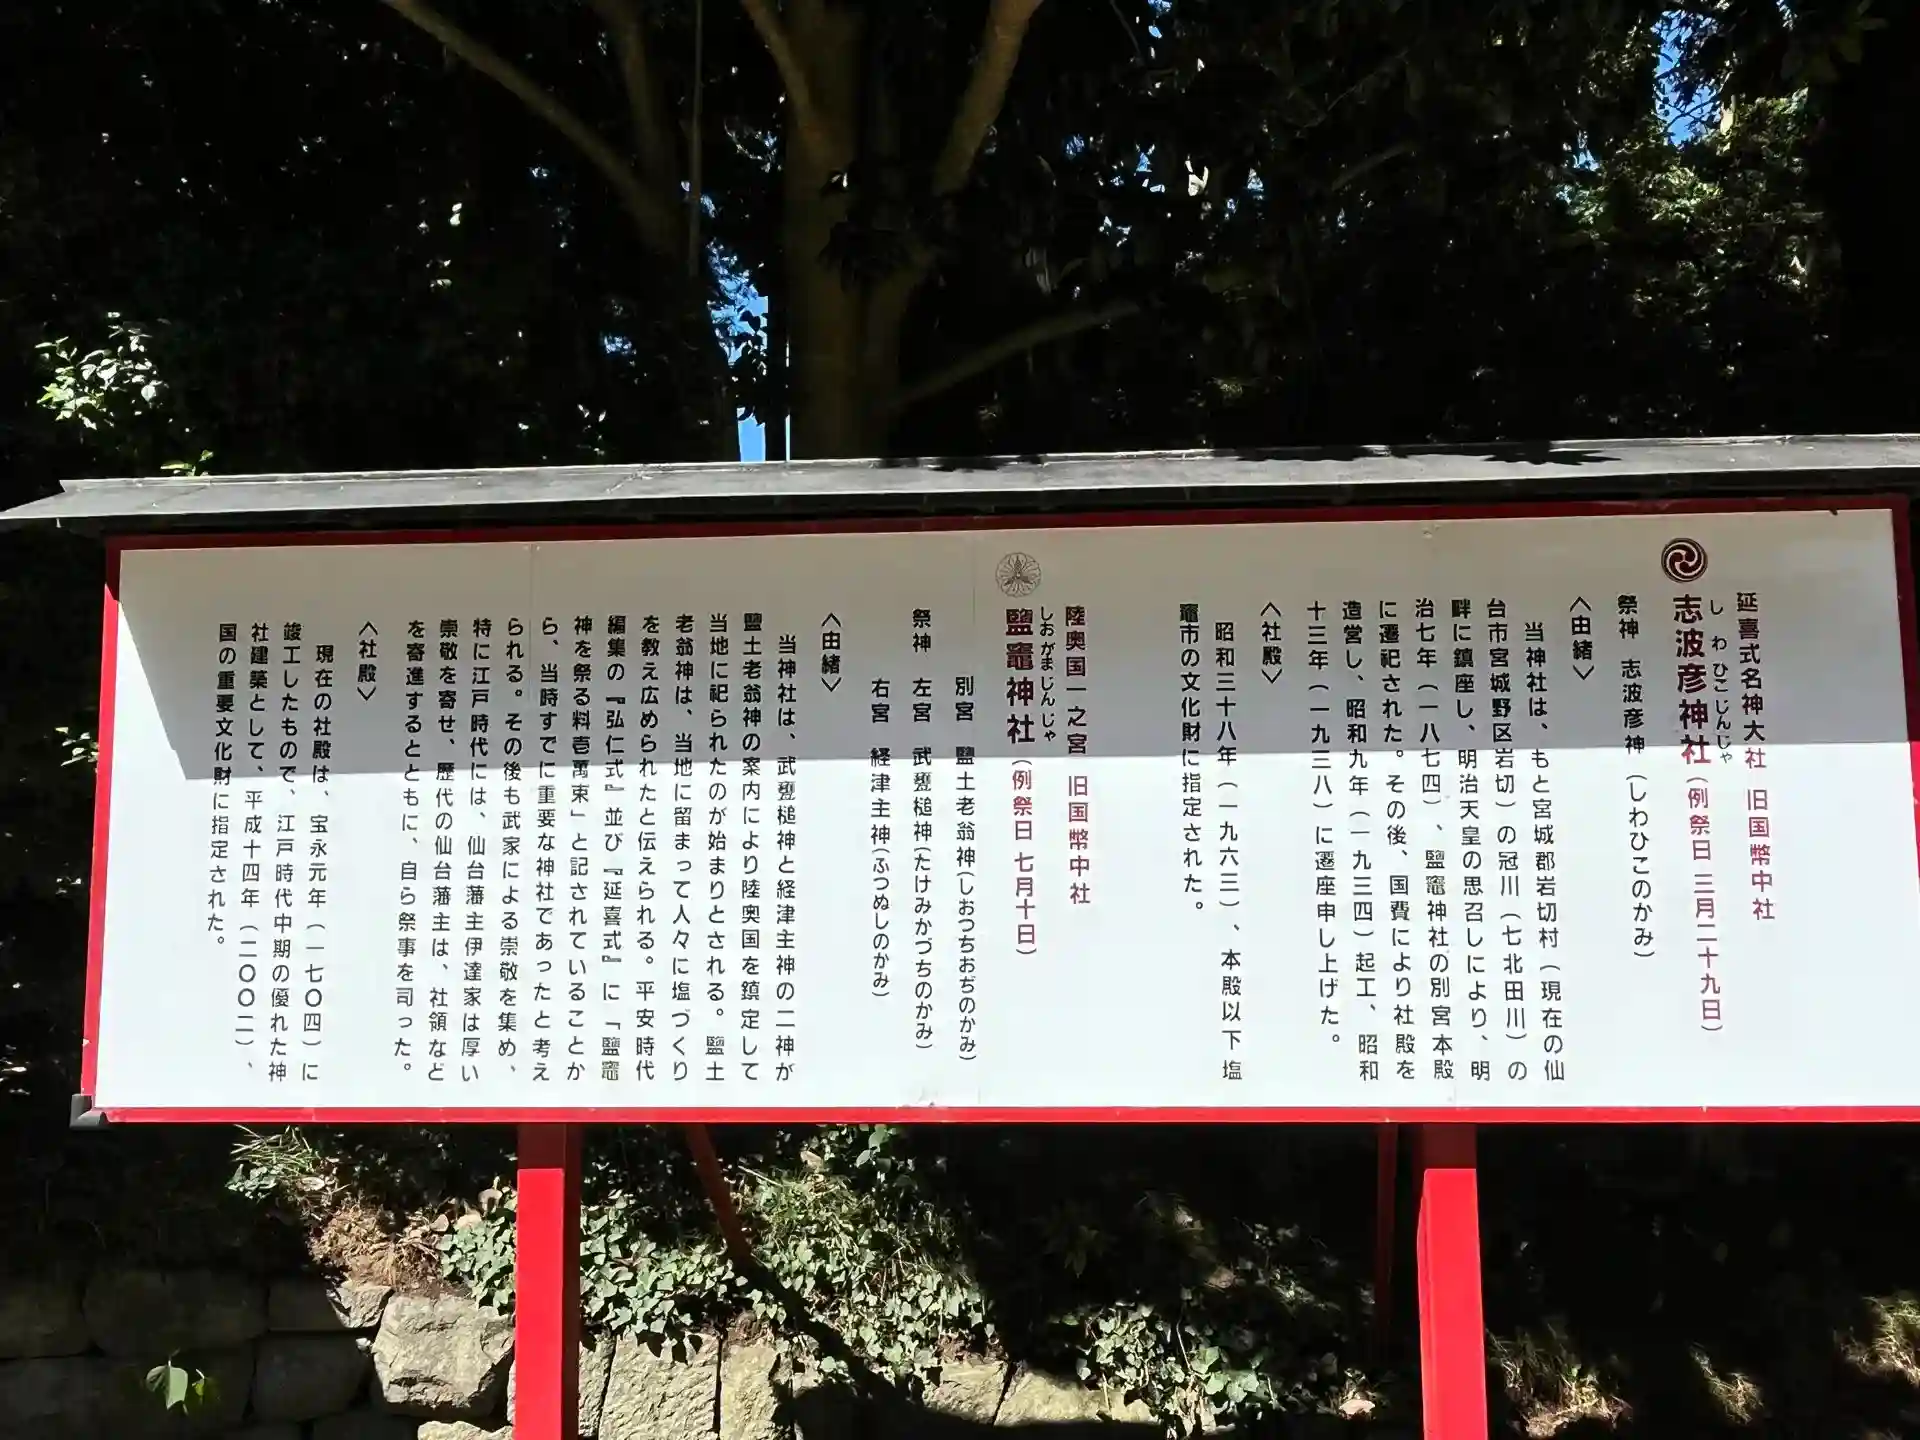 延喜式名神大社 旧国幣中社
しわひこじんじゃ
志波彦神社(例祭日 三月二十九日)
祭神 志波彦神(しわひこのかみ)
〈由緒〉
当神社は、もと宮城郡岩切村(現在の仙
台市宮城野区岩切)の冠川(七北田川)の
畔に鎮座し、明治天皇の思召しにより、明
治七年(一八七四)、鹽竈神社の別宮本殿
に遷祀された。その後、国費により社殿を
造営し、昭和九年(一九三四)起工、昭和
十三年(一九三八)に遷座申し上げた。
〈社殿〉
昭和三十八年(一九六三)、本殿以下塩
竈市の文化財に指定された。
陸奥国一之宮 旧国幣中社
しおがまじんじゃ
鹽竈神社(例祭日 七月十日)
別宮 鹽土老翁神(しおつちおぢのかみ)
祭神 左宮 武甕槌神(たけみかづちのかみ)
右宮 経津主神(ふつぬしのかみ)
〈由緒〉
当神社は、武甕槌神と経津主神の二神が
鹽土老翁神の案内により陸奥国を鎮定して
当地に祀られたのが始まりとされる。鹽土
老翁神は、当地に留まって人々に塩づくり
を教え広められたと伝えられる。平安時代
編集の『弘仁式』並び『延喜式』に「鹽竈
神を祭る料壱萬束」と記されていることか
ら、当時すでに重要な神社であったと考え
られる。その後も武家による崇敬を集め、
特に江戸時代には、仙台藩主伊達家は厚い
崇敬を寄せ、歴代の仙台藩主は、社領など
を寄進するとともに、自ら祭事を司った。
〈社殿〉
現在の社殿は、宝永元年(一七〇四)に
竣工したもので、江戸時代中期の優れた神
社建築として、平成十四年(二〇〇二)、
国の重要文化財に指定された。